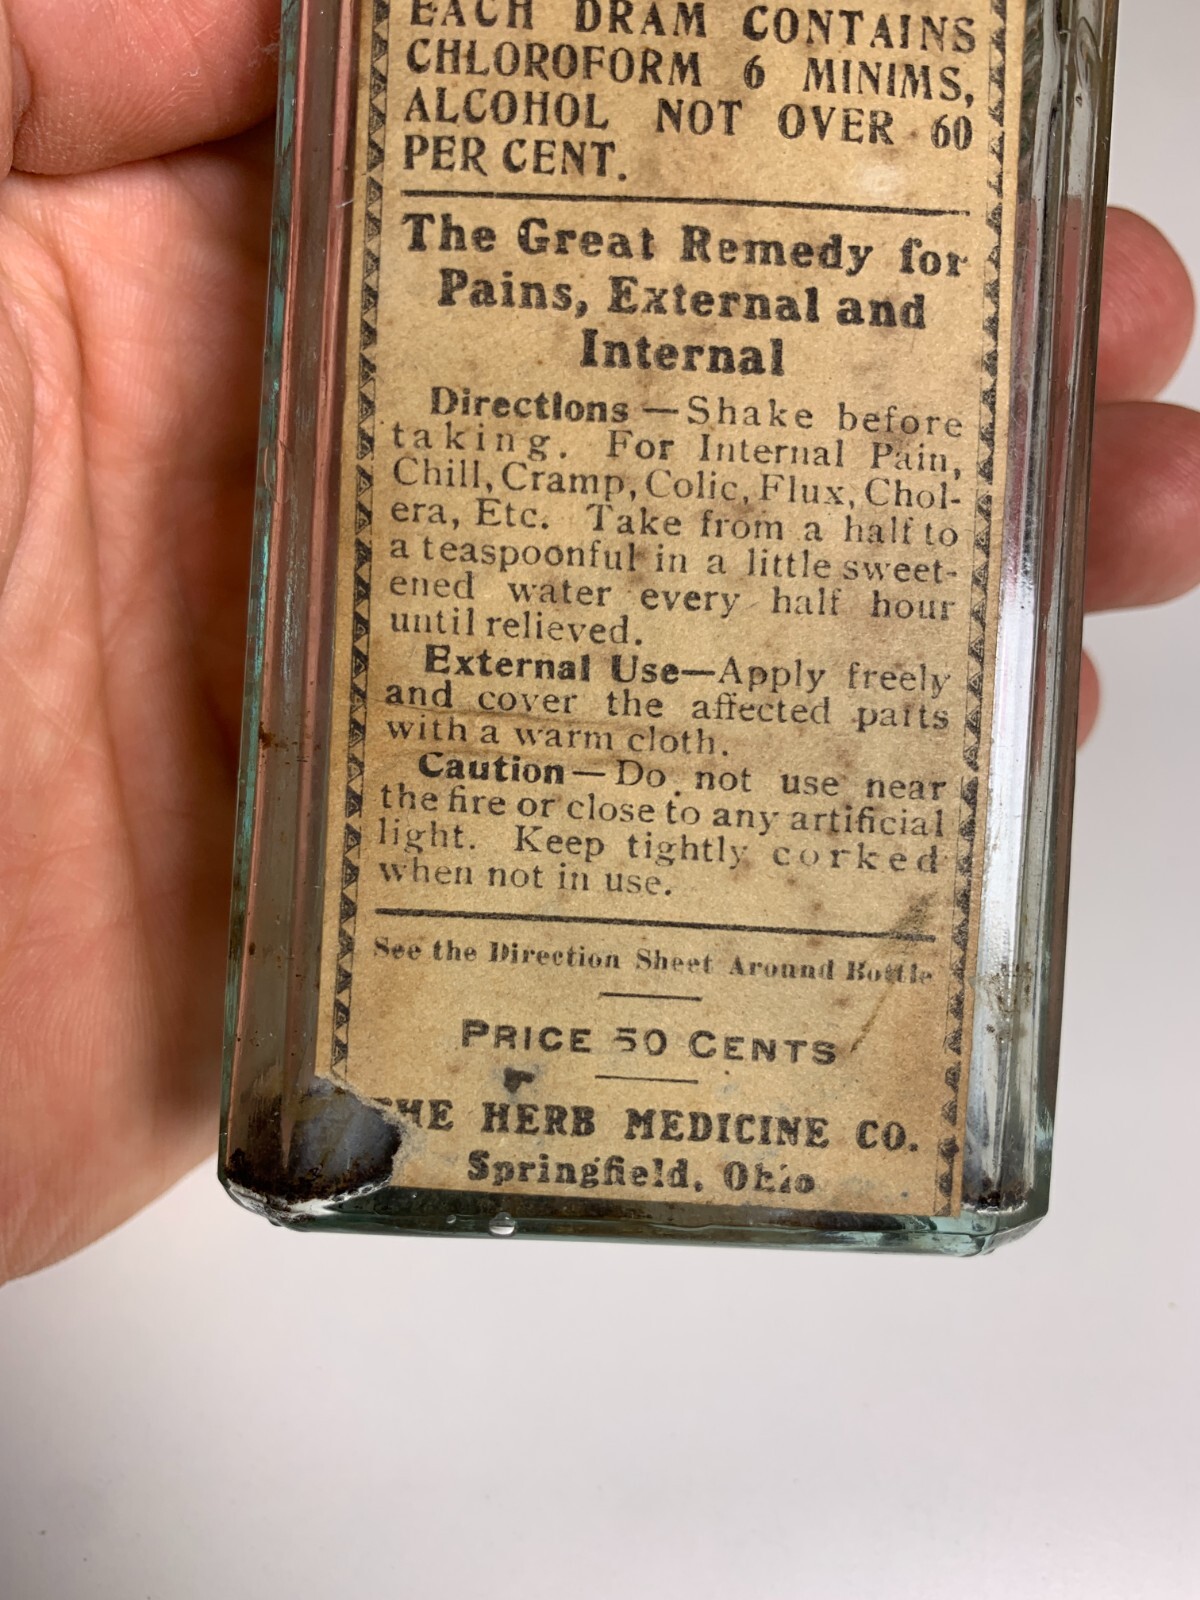 EACH DRAM CONTAINS
CHLOROFORM 6 MINIMS,
ALCOHOL NOT OVER 60
PER CENT.
The Great Remedy for
Pains, External and
Internal
Directions—Shake before
taking. For Internal Pain,
Chill, Cramp, Colic, Flux, Chol-
era, Etc. Take from a half to
a teaspoonful in a little sweet-
ened water every half hour
until relieved.
External Use—Apply freely
and cover the affected parts
with a warm cloth.
Caution—Do not use near
the fire or close to any artificial
light. Keep tightly corked
when not in use.
See the Direction Sheet Around Bottle
PRICE 50 CENTS
THE HERB MEDICINE CO.
Springfield, Ohio